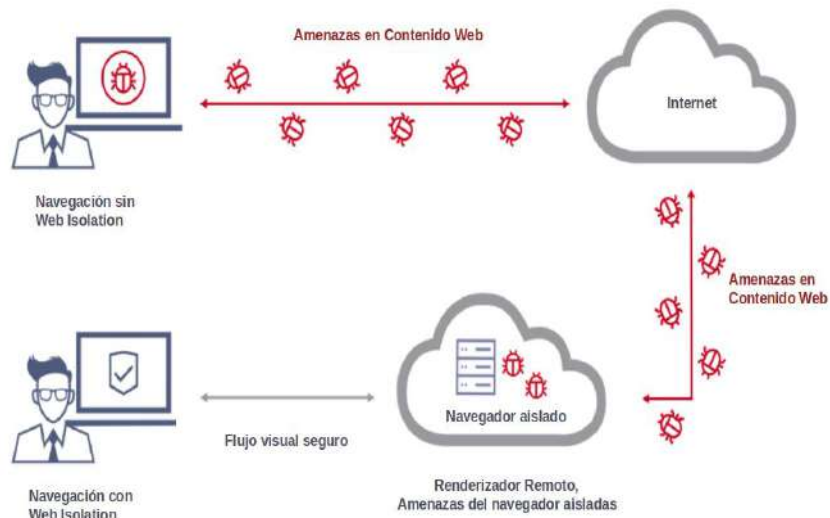 Amenazas en Contenido Web
Internet
Navegación sin
Web Isolation
Amenazas en
Contenido Web
Navegador aislado
Flujo visual seguro
Renderizador Remoto,
Amenazas del navegador aisladas
Navegación con
Web Isolation